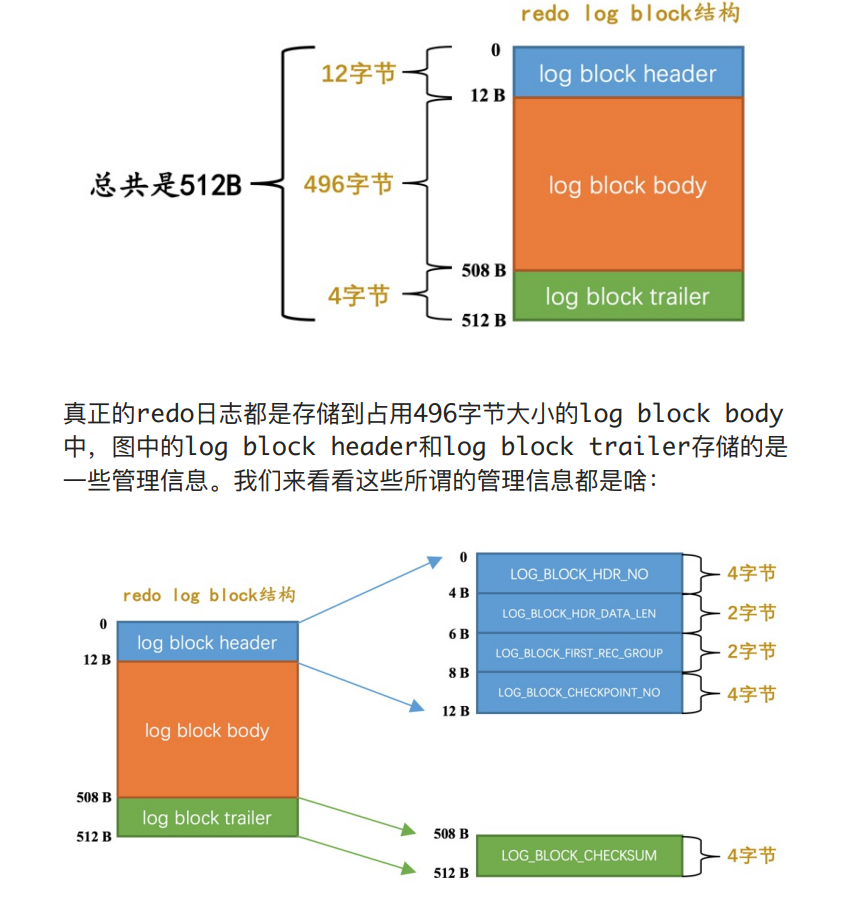 redo log block结构
0
12字节
log block header
12 B
总共是512B
496字节
log block body
508 B
4字节
log block trailer
512 B
真正的redo日志都是存储到占用496字节大小的log block body
中，图中的log block header和log block trailer存储的是
一些管理信息。我们来看看这些所谓的管理信息都是啥：
redo log block结构
0
log block header
12 B
log block body
508 B
log block trailer
512 B
0
LOG_BLOCK_HDR_NO
4字节
4 B
LOG_BLOCK_HDR_DATA_LEN
2字节
6 B
LOG_BLOCK_FIRST_REC_GROUP
2字节
8 B
LOG_BLOCK_CHECKPOINT_NO
4字节
12 B
508 B
LOG_BLOCK_CHECKSUM
4字节
512 B